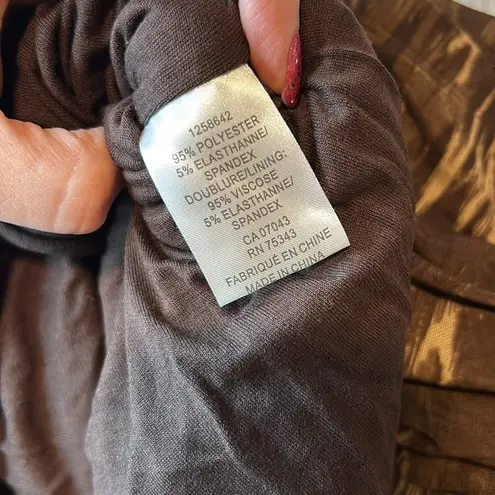 1258642
95% POLYESTER
5% ELASTHANNE/
SPANDEX
DOUBLURE/LINING:
95% VISCOSE
5% ELASTHANNE/
SPANDEX
CA 07043
RN 75343
FABRIQUÉ EN CHINE
MADE IN CHINA